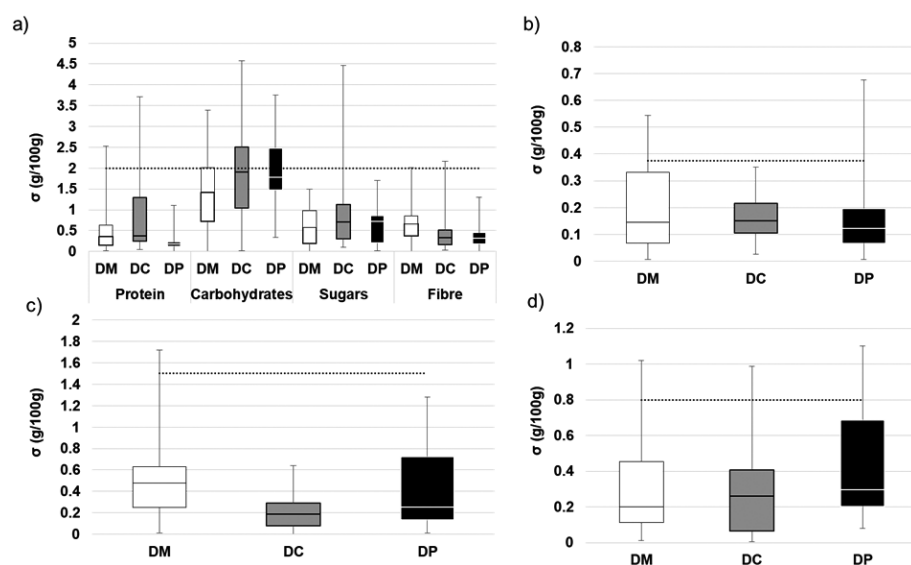 a)
σ (g/100g)
5
4.5
4
3.5
3
2.5
2
1.5
1
0.5
0
DM DC DP DM DC DP DM DC DP DM DC DP
Protein Carbohydrates Sugars Fibre
b)
σ (g/100g)
0.8
0.7
0.6
0.5
0.4
0.3
0.2
0.1
0
DM DC DP
c)
σ (g/100g)
2
1.8
1.6
1.4
1.2
1
0.8
0.6
0.4
0.2
0
DM DC DP
d)
σ (g/100g)
1.2
1
0.8
0.6
0.4
0.2
0
DM DC DP